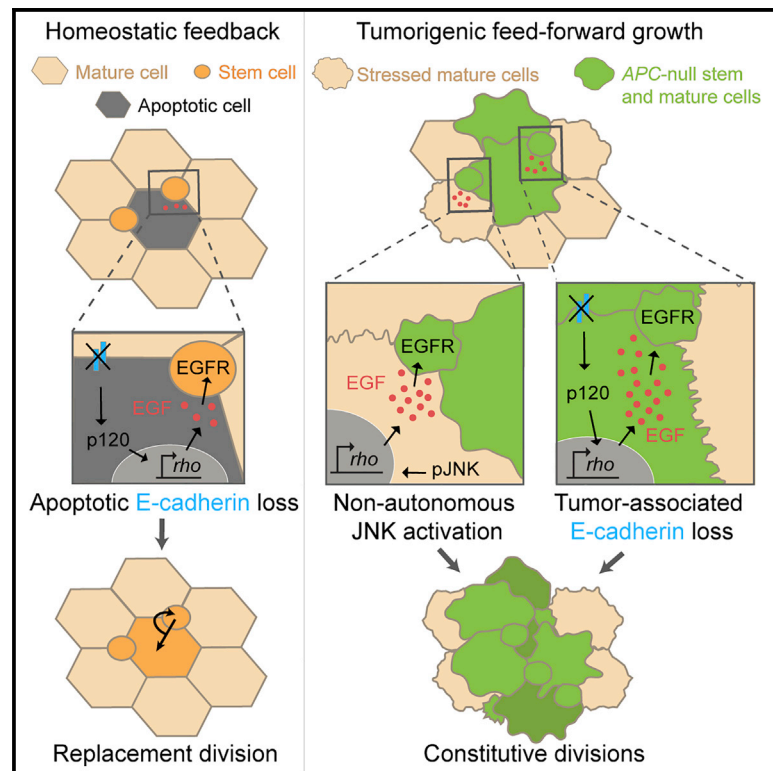 Homeostatic feedback
Mature cell
Stem cell
Apoptotic cell
EGFR
EGF
p120
rho
Apoptotic E-cadherin loss
Replacement division
Tumorigenic feed-forward growth
Stressed mature cells
APC-null stem
and mature cells
EGFR
EGF
rho
pJNK
Non-autonomous
JNK activation
EGFR
p120
EGF
rho
Tumor-associated
E-cadherin loss
Constitutive divisions